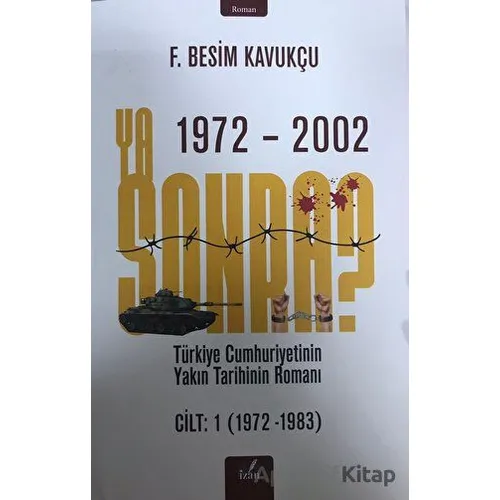 Roman
F. BESİM KAVUKÇU
YA
1972 - 2002
SONRA?
Türkiye Cumhuriyetinin
Yakın Tarihinin Romanı
CİLT: 1 (1972 -1983)
izan
Kitap